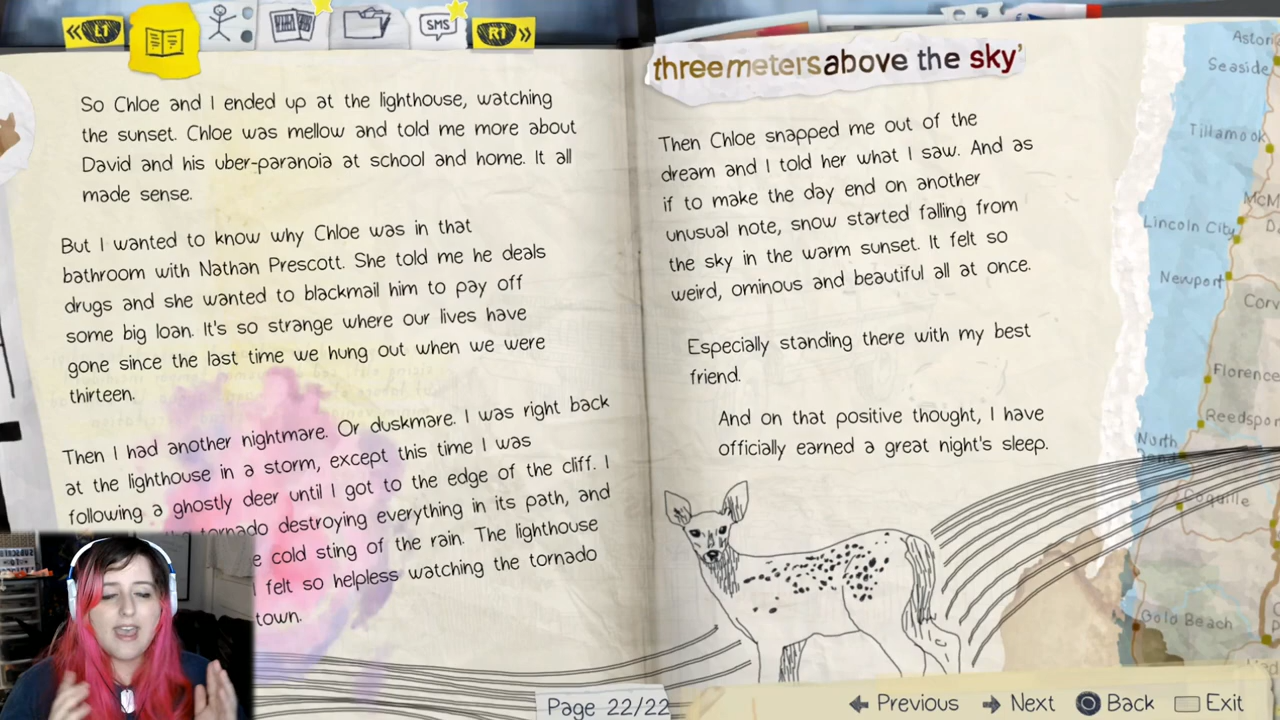 L1
SMS
R1
So Chloe and I ended up at the lighthouse, watching
the sunset. Chloe was mellow and told me more about
David and his uber-paranoia at school and home. It all
made sense.
But I wanted to know why Chloe was in that
bathroom with Nathan Prescott. She told me he deals
drugs and she wanted to blackmail him to pay off
some big loan. It's so strange where our lives have
gone since the last time we hung out when we were
thirteen.
Then I had another nightmare. Or duskmare. I was right back
at the lighthouse in a storm, except this time I was
following a ghostly deer until I got to the edge of the cliff. I
tornado destroying everything in its path, and
cold sting of the rain. The lighthouse
I felt so helpless watching the tornado
town.
three meters above the sky'
Then Chloe snapped me out of the
dream and I told her what I saw. And as
if to make the day end on another
unusual note, snow started falling from
the sky in the warm sunset. It felt so
weird, ominous and beautiful all at once.
Especially standing there with my best
friend.
And on that positive thought, I have
officially earned a great night's sleep.
Seaside
Tillamook
Lincoln City
Newport
Florence
North
Coquille
Gold Beach
Page 22/22
Previous
Next
Back
Exit